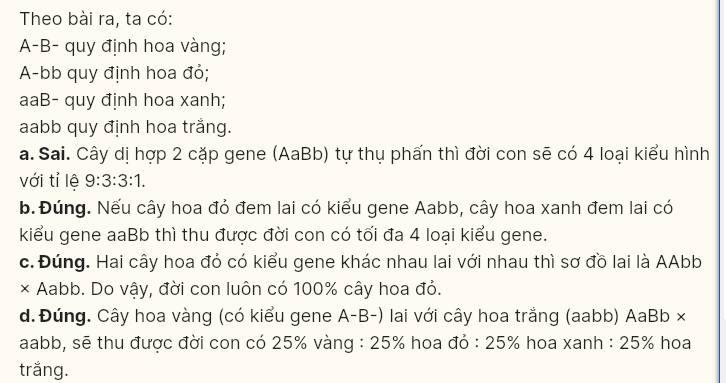 Theo bài ra, ta có:
A-B- quy định hoa vàng;
A-bb quy định hoa đỏ;
aaB- quy định hoa xanh;
aabb quy định hoa trắng.
a. Sai. Cây dị hợp 2 cặp gene (AaBb) tự thụ phấn thì đời con sẽ có 4 loại kiểu hình
với tỉ lệ 9:3:3:1.
b. Đúng. Nếu cây hoa đỏ đem lai có kiểu gene Aabb, cây hoa xanh đem lai có
kiểu gene aaBb thì thu được đời con có tối đa 4 loại kiểu gene.
c. Đúng. Hai cây hoa đỏ có kiểu gene khác nhau lai với nhau thì sơ đồ lai là AAbb
× Aabb. Do vậy, đời con luôn có 100% cây hoa đỏ.
d. Đúng. Cây hoa vàng (có kiểu gene A-B-) lai với cây hoa trắng (aabb) AaBb ×
aabb, sẽ thu được đời con có 25% vàng : 25% hoa đỏ : 25% hoa xanh : 25% hoa
trắng.